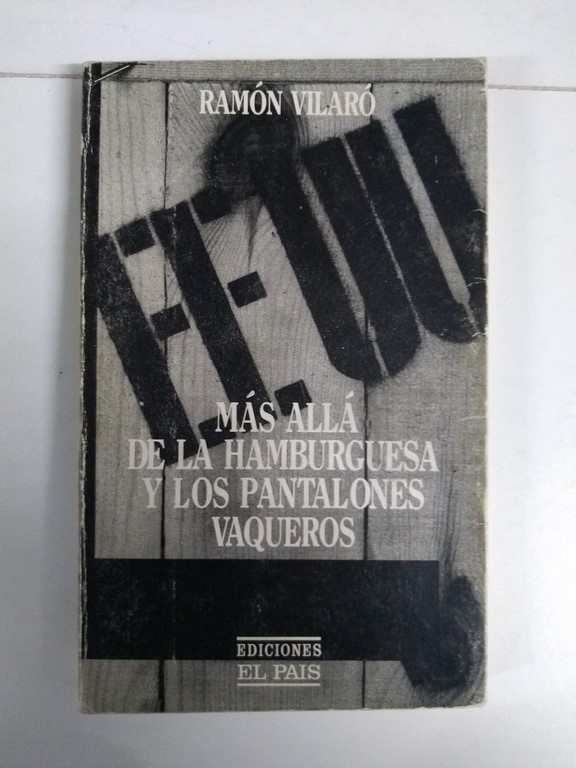 RAMÓN VILARÓ
EE.UU
MÁS ALLÁ
DE LA HAMBURGUESA
Y LOS PANTALONES
VAQUEROS
EDICIONES
EL PAIS